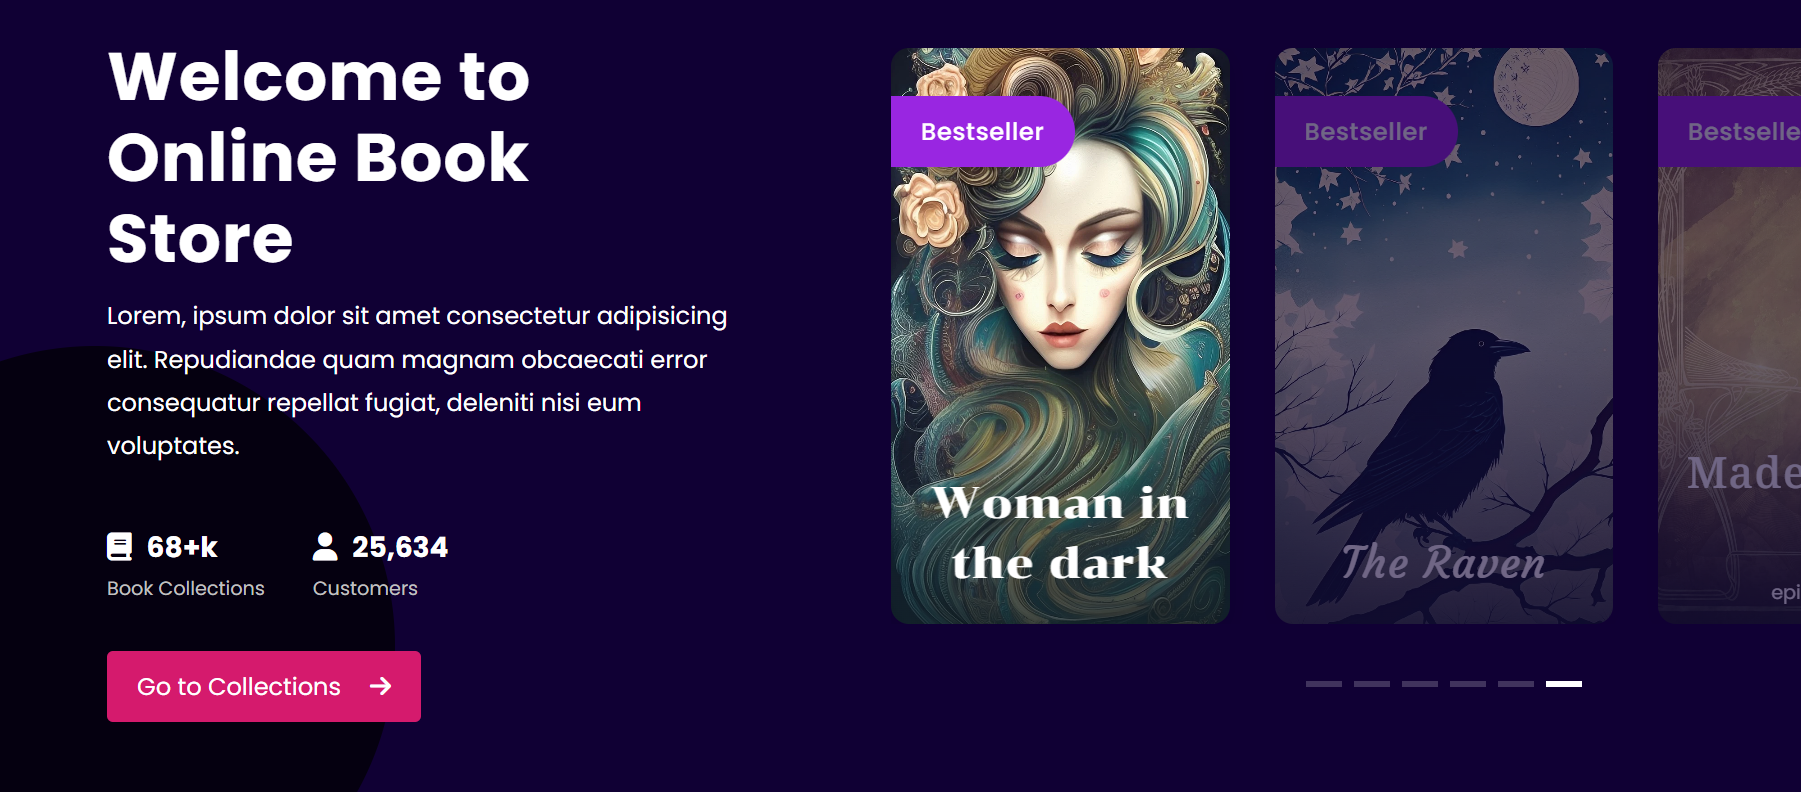 Welcome to
Online Book
Store
Lorem, ipsum dolor sit amet consectetur adipisicing
elit. Repudiandae quam magnam obcaecati error
consequatur repellat fugiat, deleniti nisi eum
voluptates.
68+k
Book Collections
25,634
Customers
Go to Collections
Bestseller
Woman in
the dark
Bestseller
The Raven
Bestselle
Made
epi